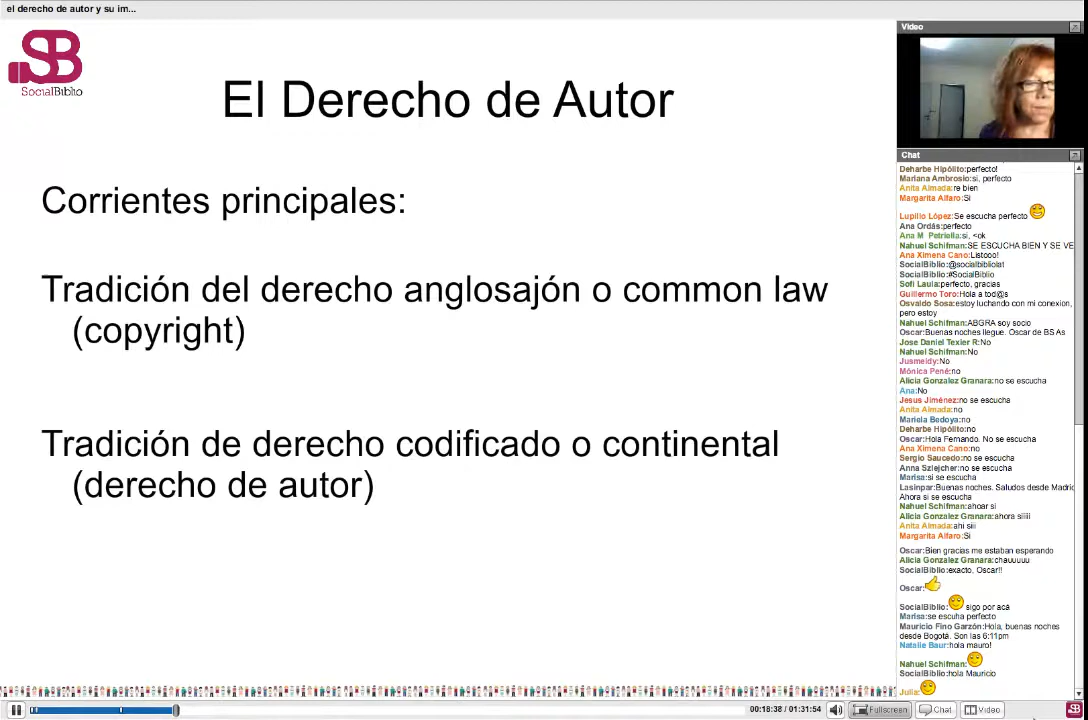 el derecho de autor y su im...
SB
SocialBiblio
El Derecho de Autor
Corrientes principales:
Tradición del derecho anglosajón o common law
(copyright)
Tradición de derecho codificado o continental
(derecho de autor)
Video
Chat
Deharbe Hipólito:perfecto!
Mariana Ambrosio:si, perfecto
Anita Almada:re bien
Margarita Alfaro:Si
Lupillo López:Se escucha perfecto
Ana Ordás:perfecto
Ana M Petriella:si, <ok
Nahuel Schifman:SE ESCUCHA BIEN Y SE VE
Ana Ximena Cano:Listooo!
SocialBiblio:@socialbibliolat
SocialBiblio:#SocialBiblio
Sofi Laula:perfecto, gracias
Guillermo Toro:Hola a tod@s
Osvaldo Sosa:estoy luchando con mi conexion,
pero estoy
Nahuel Schifman:ABGRA soy socio
Oscar:Buenas noches llegue. Oscar de BS As
Jose Daniel Texier R:No
Nahuel Schifman:No
Jusmeidy:No
Mónica Pené:no
Alicia Gonzalez Granara:no se escucha
Ana:No
Jesus Jiménez:no se escucha
Anita Almada:no
Mariela Bedoya:no
Deharbe Hipólito:no
Oscar:Hola Fernando. No se escucha
Ana Ximena Cano:no
Sergio Saucedo:no se escucha
Anna Szlejcher:no se escucha
Marisa:si se escucha
Lasinpar:Buenas noches. Saludos desde Madrid
Ahora si se escucha
Nahuel Schifman:ahoar si
Alicia Gonzalez Granara:ahora siiiii
Anita Almada:ahi siii
Margarita Alfaro:Si
Oscar:Bien gracias me estaban esperando
Alicia Gonzalez Granara:chauuuuu
SocialBiblio:exacto, Oscar!!
Oscar:
SocialBiblio: sigo por acá
Marisa:se escuha perfecto
Mauricio Fino Garzón:Hola, buenas noches
desde Bogotá. Son las 6:11pm
Natalie Baur:hola mauro!
Nahuel Schifman:
SocialBiblio:hola Mauricio
Julia:
00:18:38 / 01:31:54
Fullscreen
Chat
Video
SB